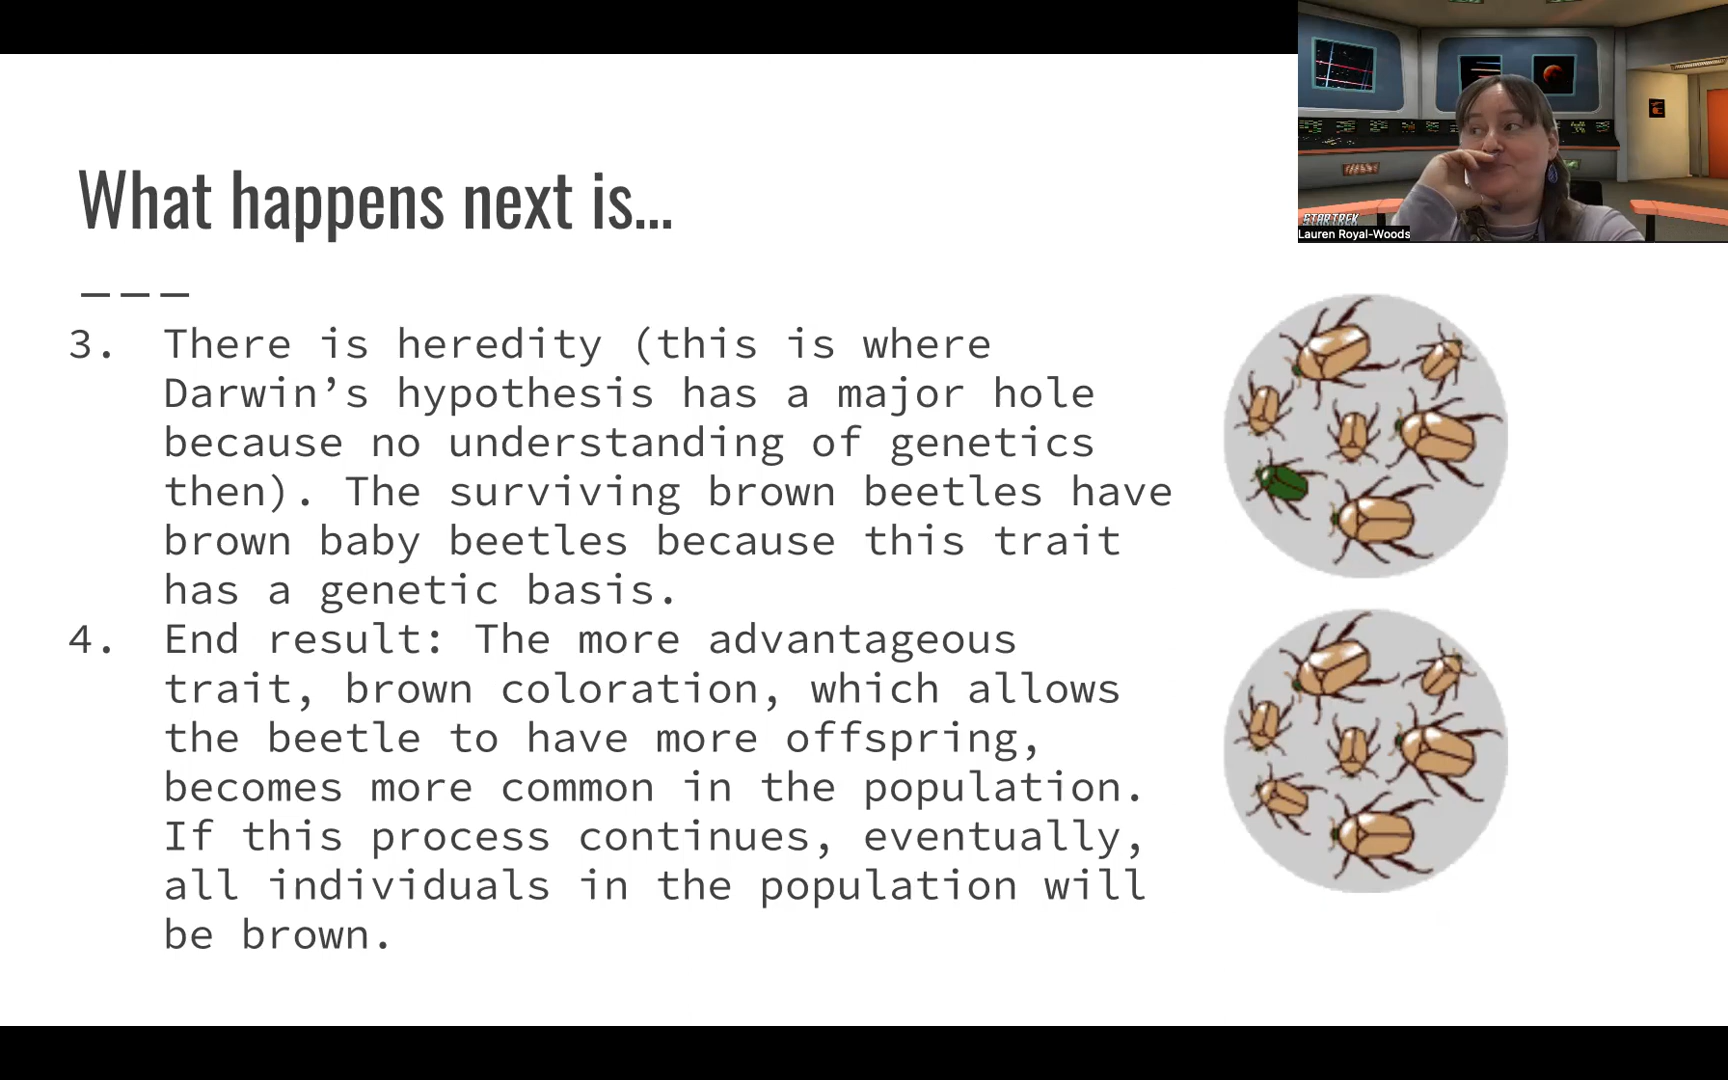 What happens next is...
STAR TREK
Lauren Royal-Woods
3. There is heredity (this is where
Darwin’s hypothesis has a major hole
because no understanding of genetics
then). The surviving brown beetles have
brown baby beetles because this trait
has a genetic basis.
4. End result: The more advantageous
trait, brown coloration, which allows
the beetle to have more offspring,
becomes more common in the population.
If this process continues, eventually,
all individuals in the population will
be brown.